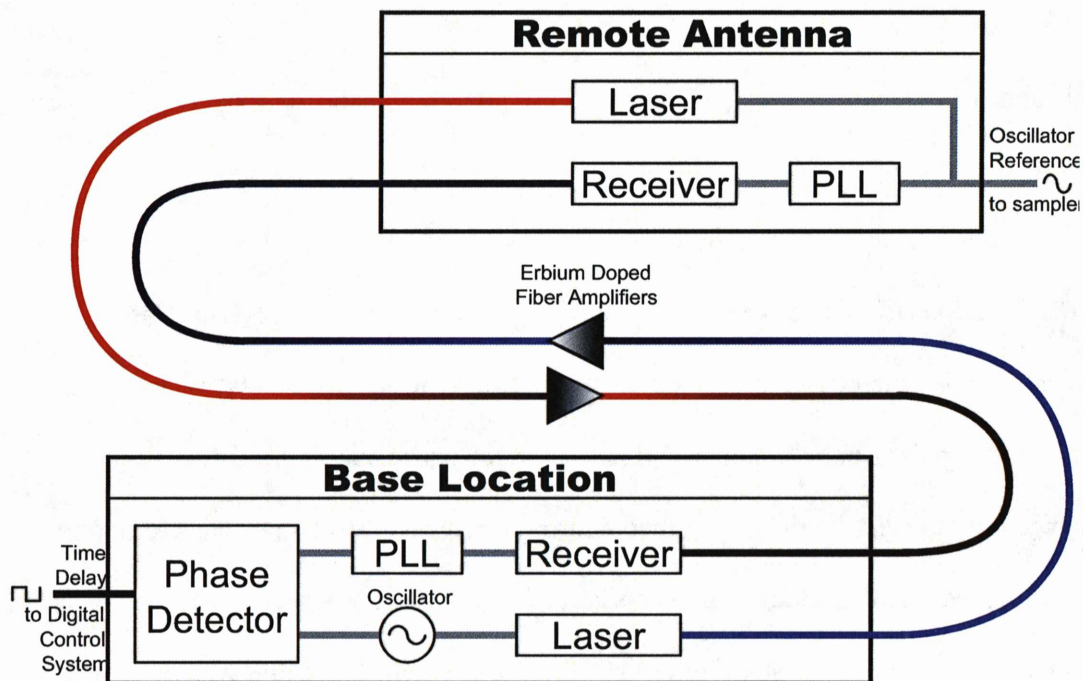 Remote Antenna
Laser
Oscillator
Reference
Receiver
PLL
to sampler
Erbium Doped
Fiber Amplifiers
Base Location
Time
Delay
to Digital
Control
System
Phase
Detector
PLL
Receiver
Oscillator
Laser